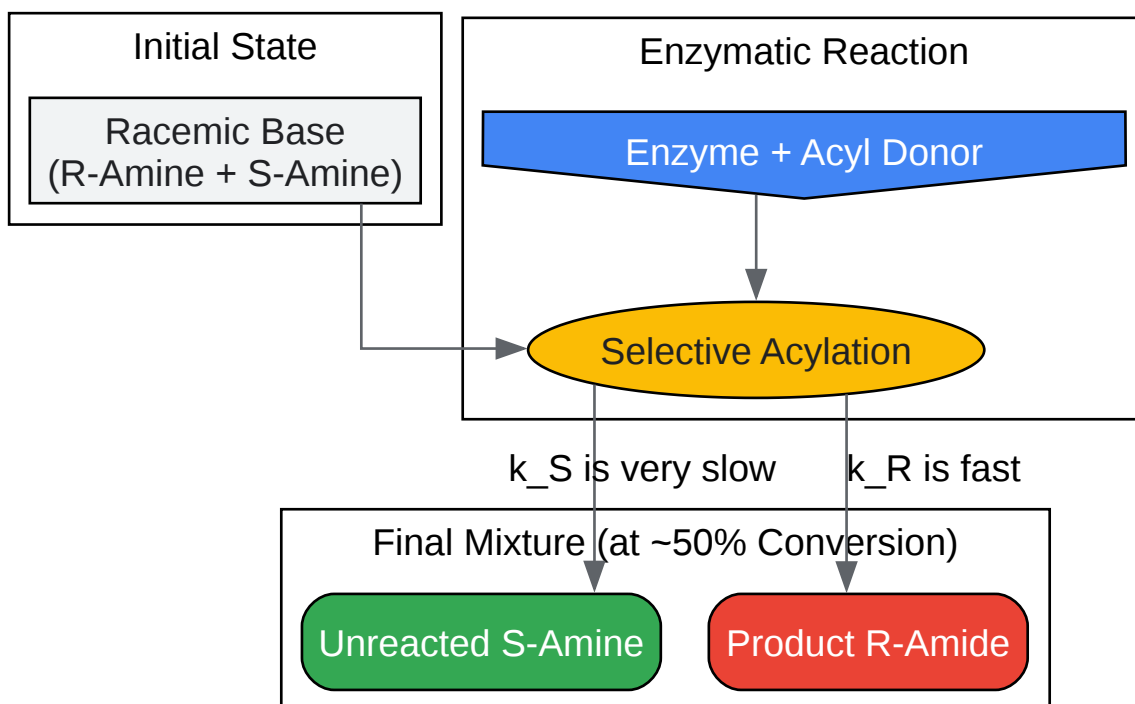 Initial State
Racemic Base
(R-Amine + S-Amine)
Enzymatic Reaction
Enzyme + Acyl Donor
Selective Acylation
k_S is very slow
k_R is fast
Final Mixture (at ~50% Conversion)
Unreacted S-Amine
Product R-Amide